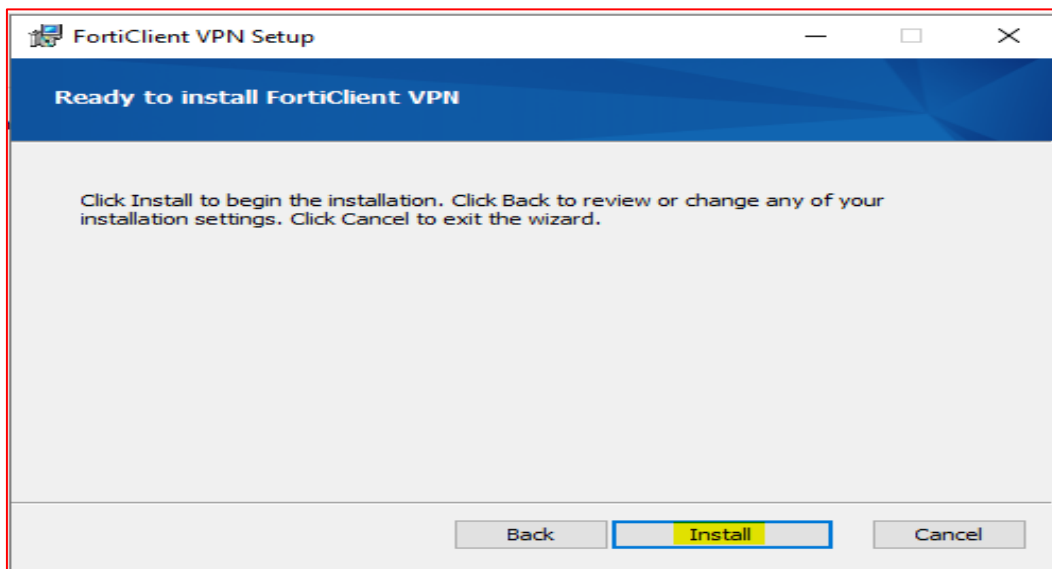 FortiClient VPN Setup
Ready to install FortiClient VPN
Click Install to begin the installation. Click Back to review or change any of your
installation settings. Click Cancel to exit the wizard.
Back Install Cancel